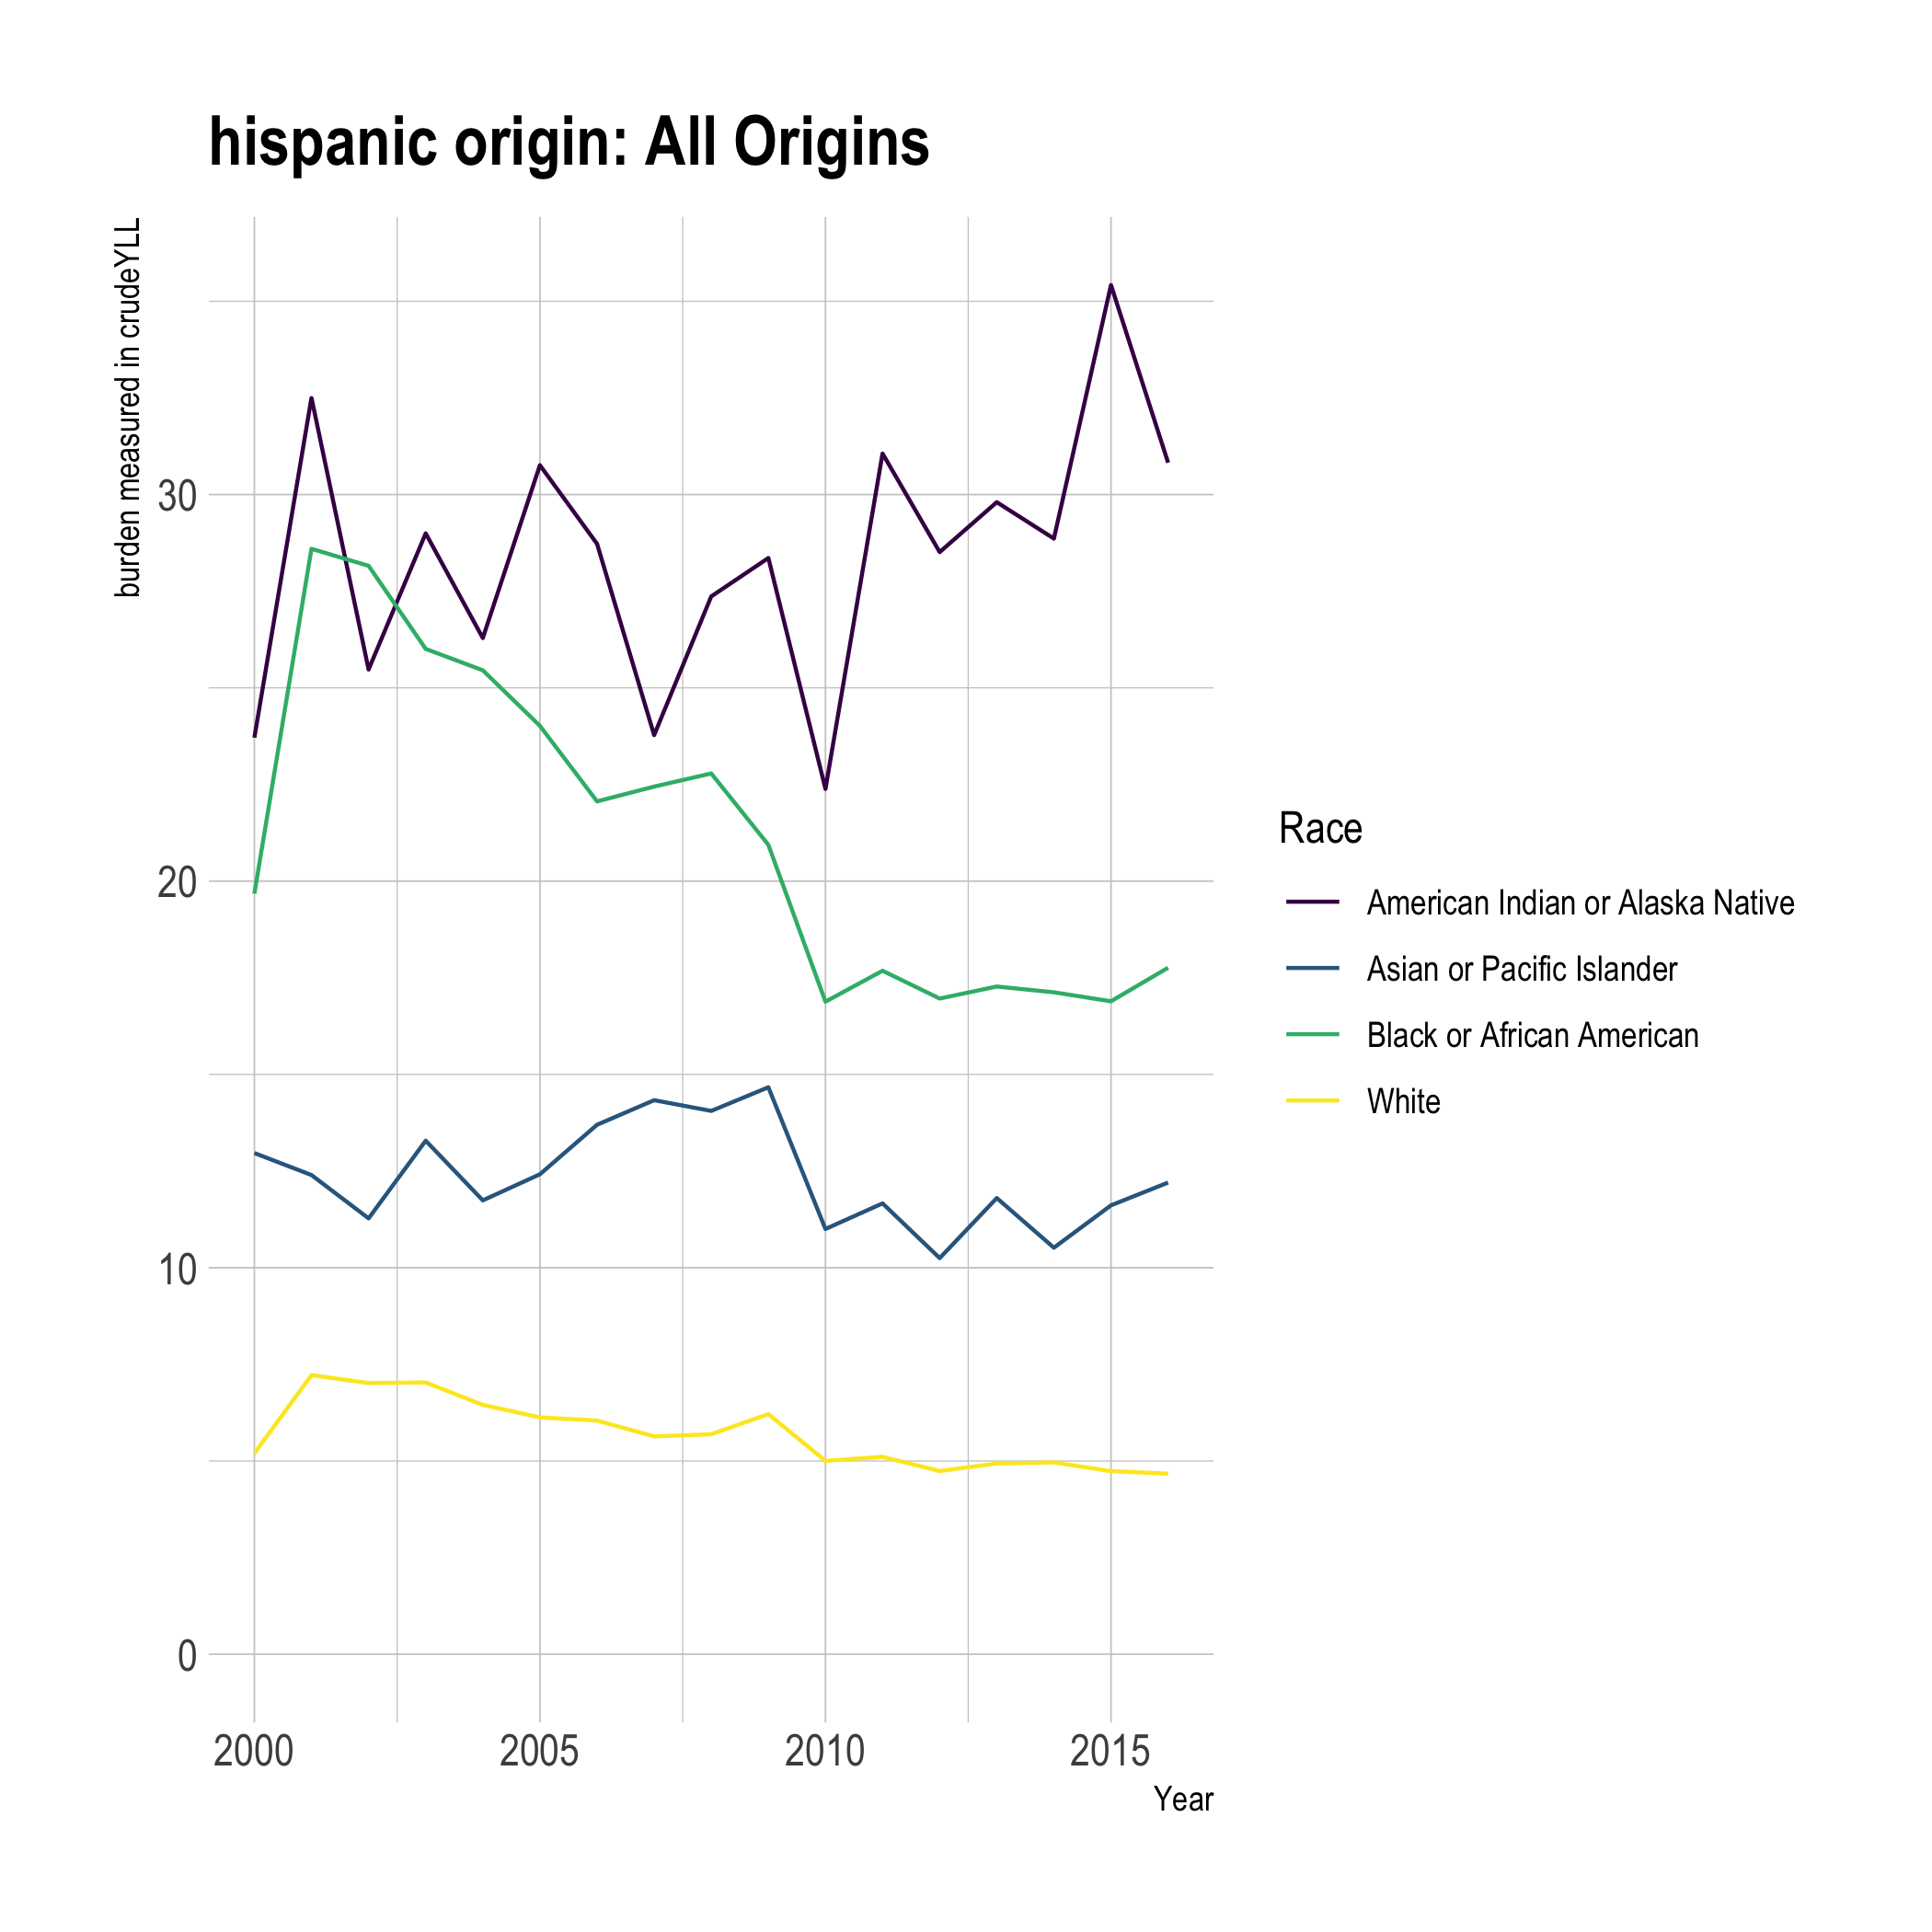 hispanic origin: All Origins
burden measured in crudeYLL
30
20
10
0
2000 2005 2010 2015
Year
Race
American Indian or Alaska Native
Asian or Pacific Islander
Black or African American
White